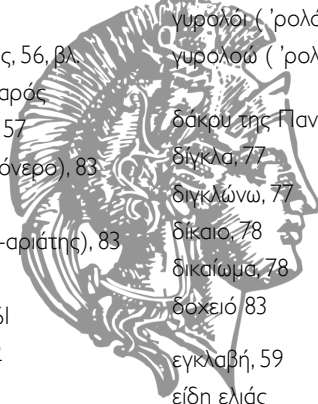 ς, 56, βλ.
αρός
57
όνερο), 83
-αριάτης), 83
γυρολόι ( 'ρολό
γυρολοώ ( 'ρολ
δάκρυ της Παν
δίγκλα, 77
διγκλώνω, 77
δίκαιο, 78
δικαίωμα, 78
δοχειό 83
εγκλαβή, 59
είδη ελιάς